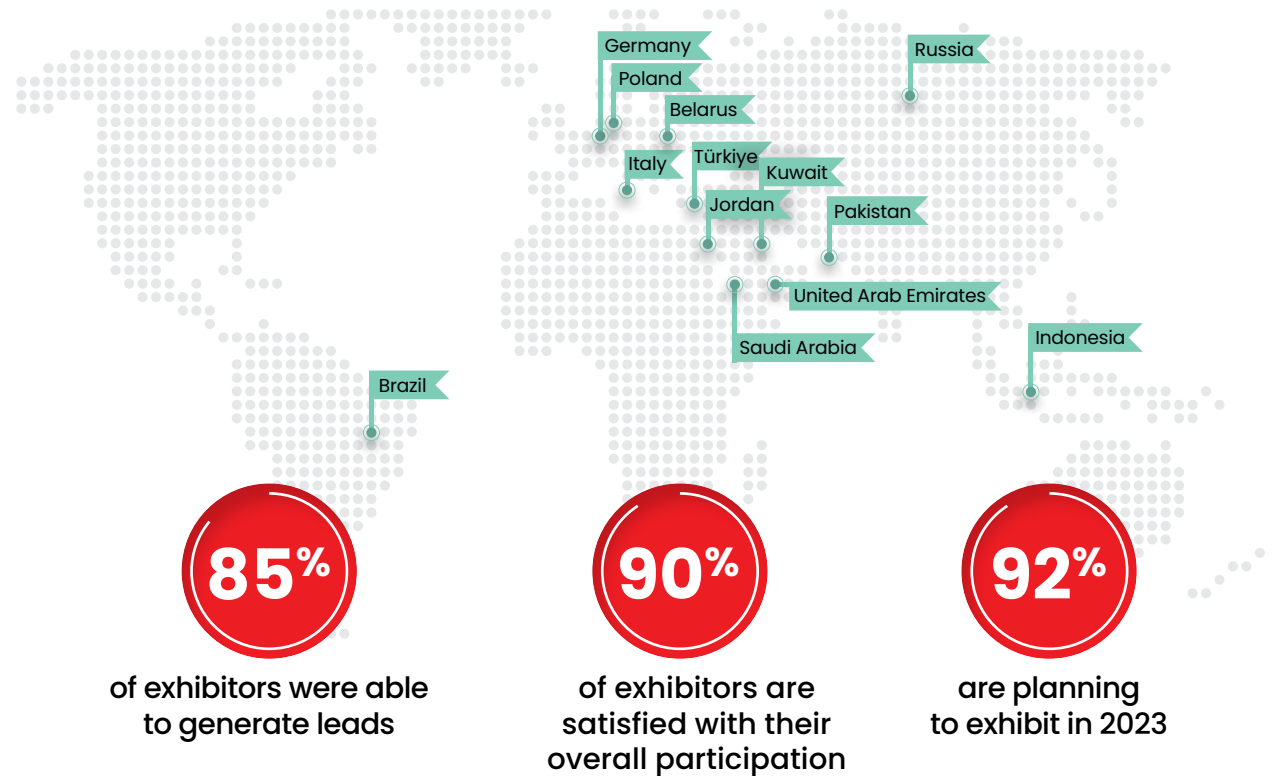 Germany
Russia
Poland
Belarus
Italy
Türkiye
Kuwait
Jordan
Pakistan
United Arab Emirates
Saudi Arabia
Indonesia
Brazil
85%
of exhibitors were able
to generate leads
90%
of exhibitors are
satisfied with their
overall participation
92%
are planning
to exhibit in 2023